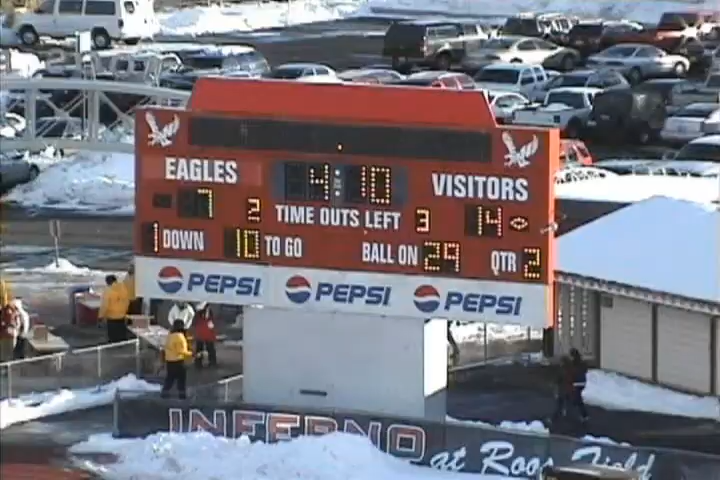 EAGLES 4:10 VISITORS
7 2 TIME OUTS LEFT 3 14
1 DOWN 10 TO GO BALL ON 29 QTR 2
PEPSI PEPSI PEPSI
INFERNO at Roos Field